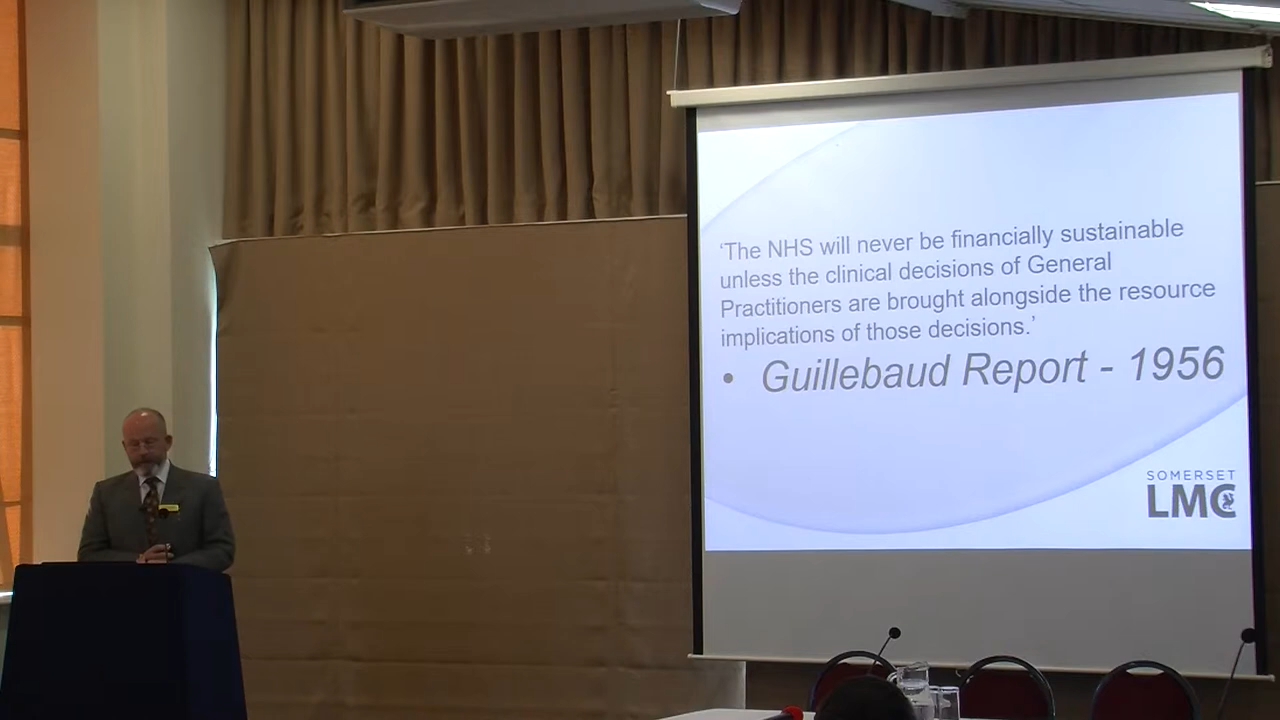 ‘The NHS will never be financially sustainable
unless the clinical decisions of General
Practitioners are brought alongside the resource
implications of those decisions.’
• Guillebaud Report - 1956
SOMERSET
LMC